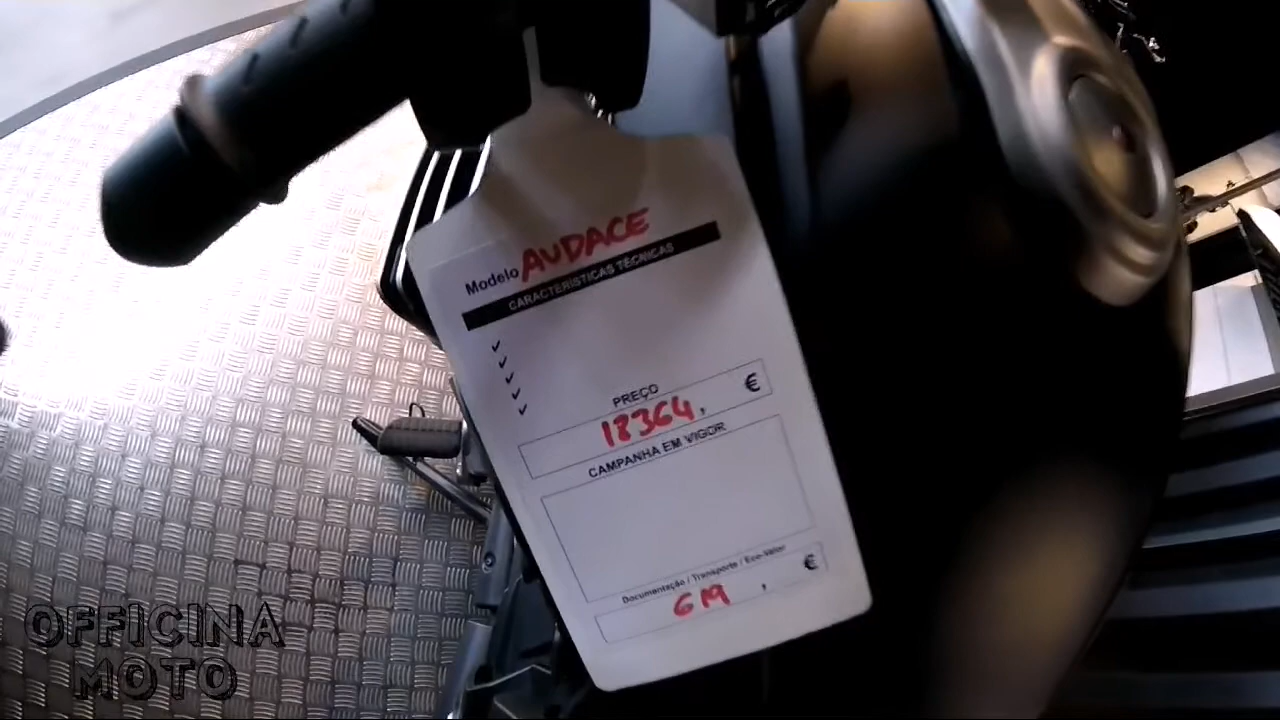 Modelo AUDACE
CARACTERÍSTICAS TÉCNICAS
PREÇO
18364, €
CAMPANHA EM VIGOR
Documentação / Transporte / Eco-Valor
619 , €
OFFICINA
MOTO